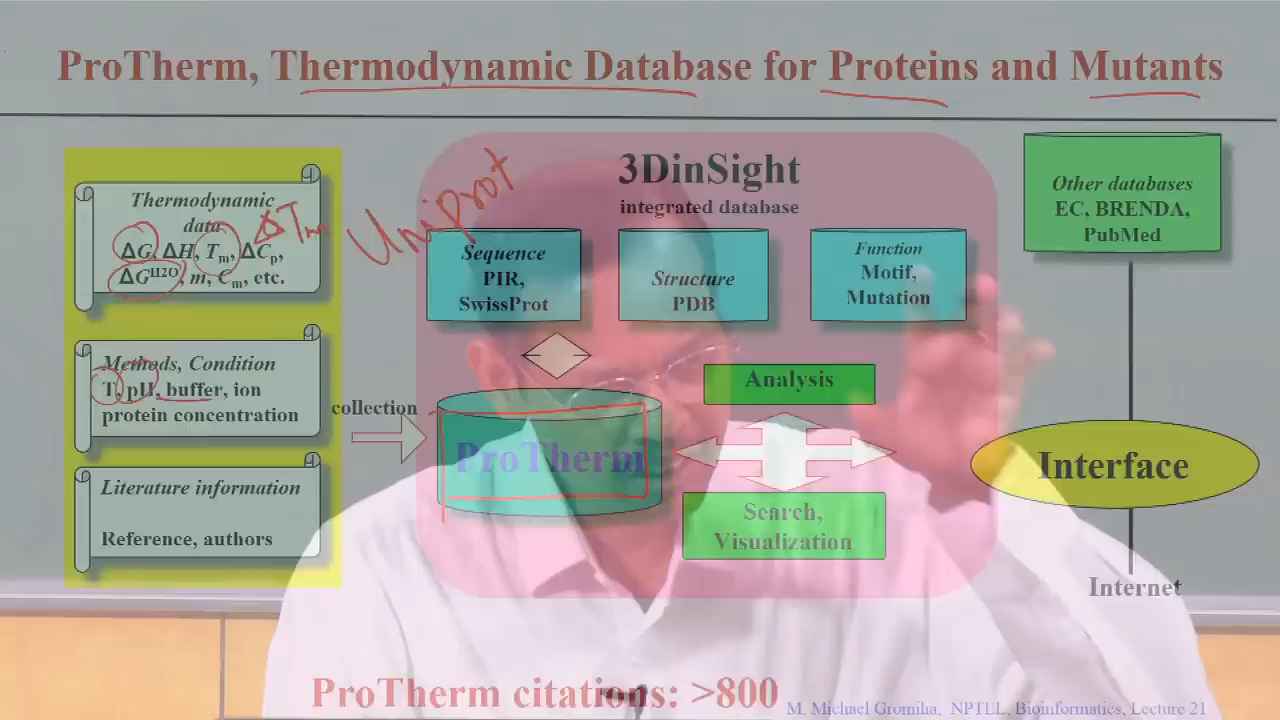 ProTherm, Thermodynamic Database for Proteins and Mutants
Thermodynamic
data
ΔG, ΔH, Tm, ΔCp,
ΔG^H2O, m, Cm, etc.
ΔTm
Methods, Condition
T, pH, buffer, ion
protein concentration
Literature information
Reference, authors
collection
Uniprot
3DinSight
integrated database
Sequence
PIR,
SwissProt
Structure
PDB
Function
Motif,
Mutation
ProTherm
Analysis
Search,
Visualization
Other databases
EC, BRENDA,
PubMed
Interface
Internet
ProTherm citations: >800
M. Michael Gromiha, NPTEL, Bioinformatics, Lecture 21